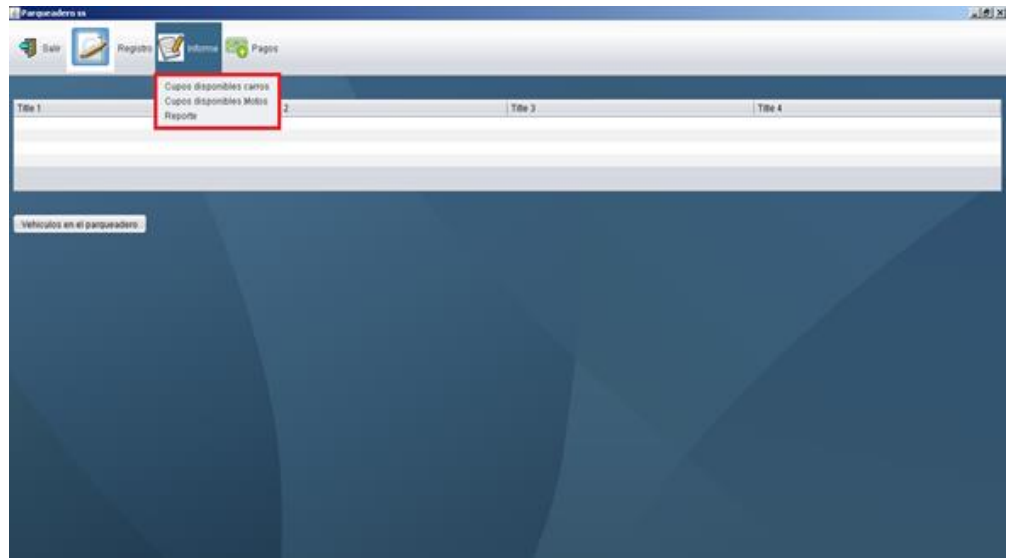 Parqueadero ss
Salir Registro Informe Pagos
Cupos disponibles carros
Cupos disponibles Motos
Reporte
Title 1 2 Title 3 Title 4
Vehiculos en el parqueadero